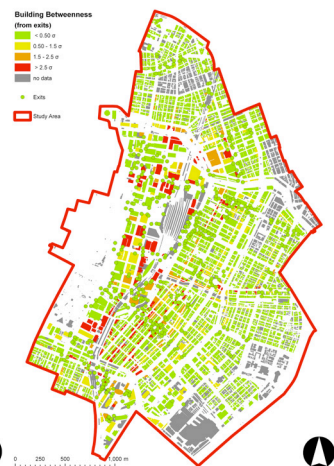 Building Betweenness
(from exits)
< 0.50 σ
0.50 - 1.5 σ
1.5 - 2.5 σ
> 2.5 σ
no data
Exits
Study Area
0 250 500 1.000 m